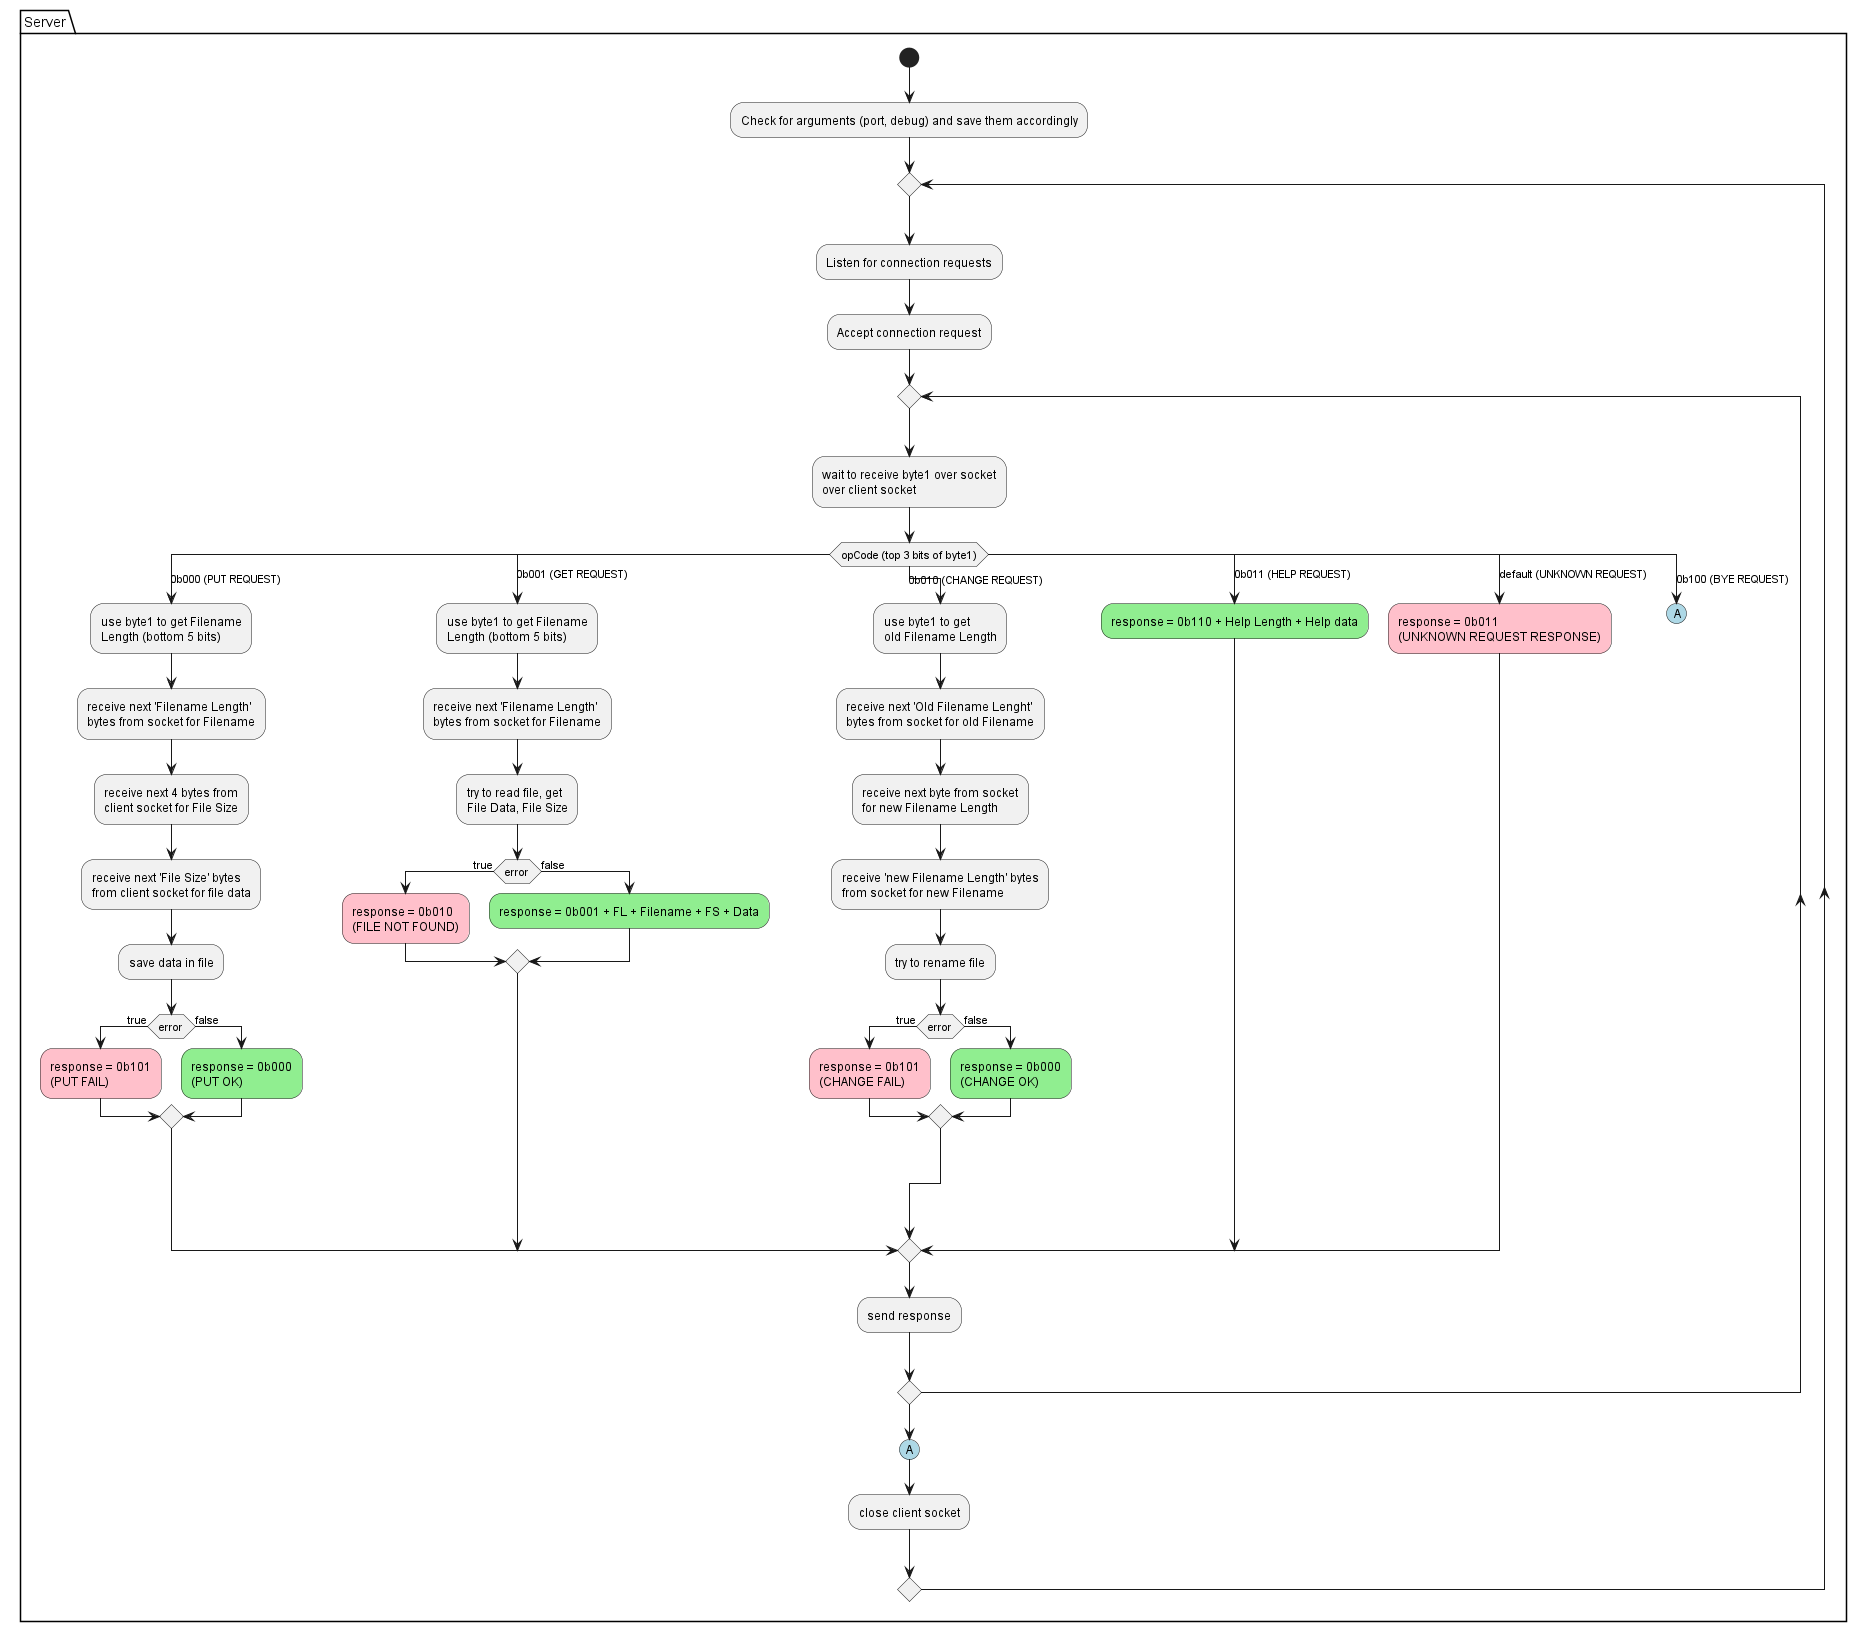 Server
Check for arguments (port, debug) and save them accordingly
Listen for connection requests
Accept connection request
wait to receive byte1 over socket
over client socket
opCode (top 3 bits of byte1)
0b000 (PUT REQUEST)
use byte1 to get Filename
Length (bottom 5 bits)
receive next 'Filename Length'
bytes from socket for Filename
receive next 4 bytes from
client socket for File Size
receive next 'File Size' bytes
from client socket for file data
save data in file
error
true
false
response = 0b101
(PUT FAIL)
response = 0b000
(PUT OK)
0b001 (GET REQUEST)
use byte1 to get Filename
Length (bottom 5 bits)
receive next 'Filename Length'
bytes from socket for Filename
try to read file, get
File Data, File Size
error
true
false
response = 0b010
(FILE NOT FOUND)
response = 0b001 + FL + Filename + FS + Data
0b010 (CHANGE REQUEST)
use byte1 to get
old Filename Length
receive next 'Old Filename Lenght'
bytes from socket for old Filename
receive next byte from socket
for new Filename Length
receive 'new Filename Length' bytes
from socket for new Filename
try to rename file
error
true
false
response = 0b101
(CHANGE FAIL)
response = 0b000
(CHANGE OK)
0b011 (HELP REQUEST)
response = 0b110 + Help Length + Help data
default (UNKNOWN REQUEST)
response = 0b011
(UNKNOWN REQUEST RESPONSE)
0b100 (BYE REQUEST)
A
send response
A
close client socket